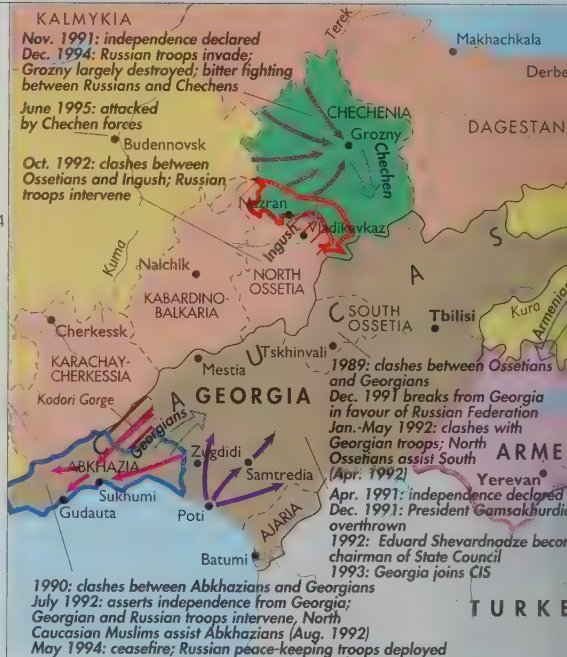 KALMYKIA
Nov. 1991: independence declared
Dec. 1994: Russian troops invade;
Grozny largely destroyed; bitter fighting
between Russians and Chechens
June 1995: attacked
by Chechen forces
Budennovsk
Oct. 1992: clashes between
Ossetians and Ingush; Russian
troops intervene
Terek
Makhachkala
Derbe
CHECHENIA
Grozny
Chechen
DAGESTAN
4
Nazran
Vladikavkaz
Ingush
Kuma
Nalchik
NORTH
OSSETIA
KABARDINO-
BALKARIA
Cherkessk
KARACHAY-
CHERKESSIA
Kodori Gorge
Mestia
C A U C A S
SOUTH
OSSETIA
Tskhinvali
Tbilisi
Kura
Armenian
GEORGIA
Georgians
ABKHAZIA
Sukhumi
Gudauta
Zugdidi
Samtredia
Poti
AJARIA
Batumi
1989: clashes between Ossetians
and Georgians
Dec. 1991 breaks from Georgia
in favour of Russian Federation
Jan.-May 1992: clashes with
Georgian troops; North
Ossetians assist South
(Apr. 1992)
ARME
Yerevan
Apr. 1991: independence declared
Dec. 1991: President Gamsakhurdia
overthrown
1992: Eduard Shevardnadze becom
chairman of State Council
1993: Georgia joins CIS
TURKE
1990: clashes between Abkhazians and Georgians
July 1992: asserts independence from Georgia;
Georgian and Russian troops intervene, North
Caucasian Muslims assist Abkhazians (Aug. 1992)
May 1994: ceasefire; Russian peace-keeping troops deployed